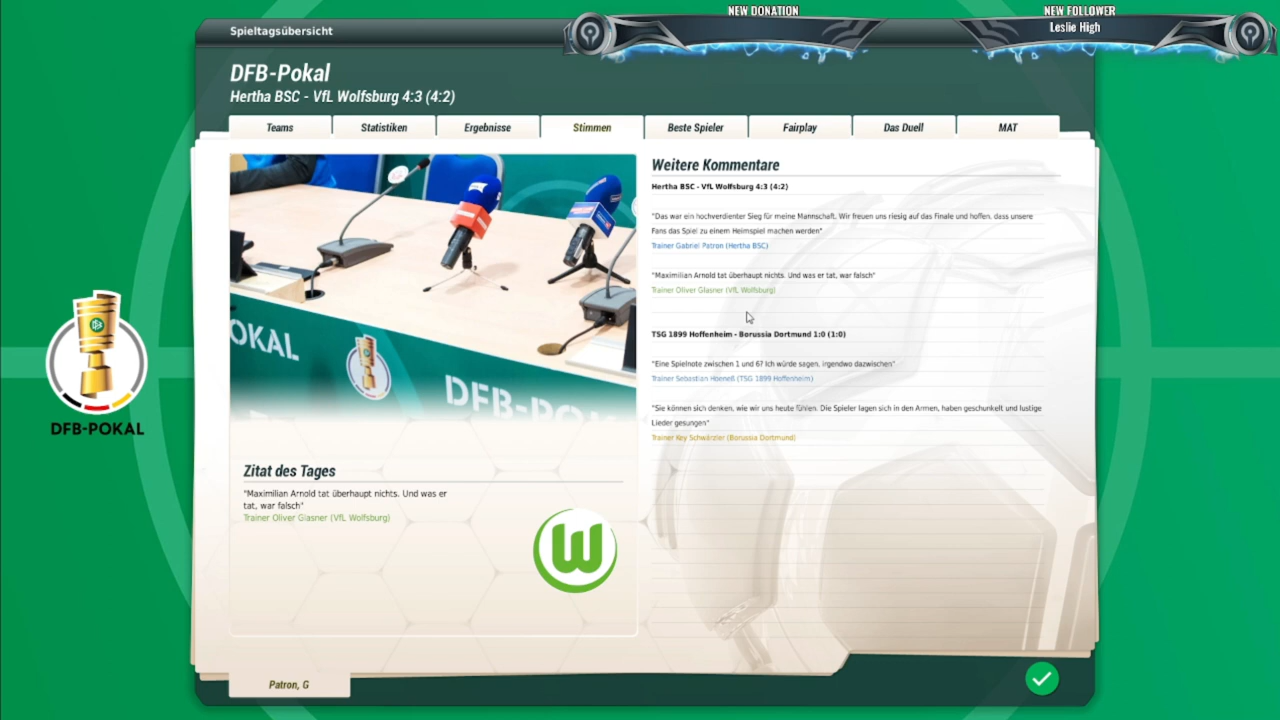 NEW DONATION
NEW FOLLOWER
Leslie High
Spieltagsübersicht
DFB-Pokal
Hertha BSC - VfL Wolfsburg 4:3 (4:2)
Teams
Statistiken
Ergebnisse
Stimmen
Beste Spieler
Fairplay
Das Duell
MAT
OKAL
DFB-POKAL
DFB-POKAL
Zitat des Tages
"Maximilian Arnold tat überhaupt nichts. Und was er
tat, war falsch"
Trainer Oliver Glasner (VfL Wolfsburg)
Weitere Kommentare
Hertha BSC - VfL Wolfsburg 4:3 (4:2)
"Das war ein hochverdienter Sieg für meine Mannschaft. Wir freuen uns riesig auf das Finale und hoffen, dass unsere
Fans das Spiel zu einem Heimspiel machen werden"
Trainer Gabriel Patron (Hertha BSC)
"Maximilian Arnold tat überhaupt nichts. Und was er tat, war falsch"
Trainer Oliver Glasner (VfL Wolfsburg)
TSG 1899 Hoffenheim - Borussia Dortmund 1:0 (1:0)
"Eine Spielnote zwischen 1 und 6? Ich würde sagen, irgendwo dazwischen"
Trainer Sebastian Hoeneß (TSG 1899 Hoffenheim)
"Sie können sich denken, wie wir uns heute fühlen. Die Spieler lagen sich in den Armen, haben geschunkelt und lustige
Lieder gesungen"
Trainer Key Schwärzler (Borussia Dortmund)
Patron, G